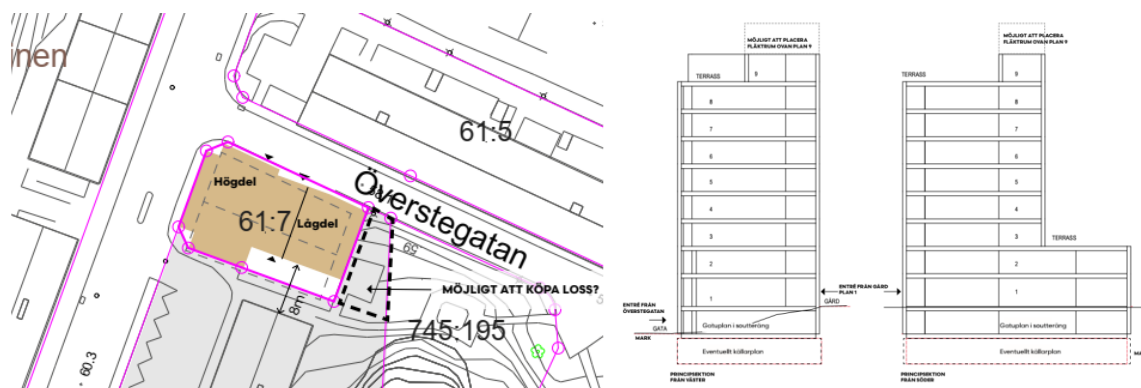 nen
61:5
Högdel
Överstegatan
61:7
Lågdel
59
MÖJLIGT ATT KÖPA LOSS?
8m
745:195
60.3
MÖJLIGT ATT PLACERA
FLÄKTRUM OVAN PLAN 9
TERRASS
9
8
7
6
5
4
3
2
1
ENTRÉ FRÅN
ÖVERSTEGATAN
GATA
MARK
GÅRD
Gatuplan i soutteräng
Eventuellt källarplan
PRINCIPSEKTION
FRÅN VÄSTER
ENTRÉ FRÅN GÅRD
PLAN 1
MÖJLIGT ATT PLACERA
FLÄKTRUM OVAN PLAN 9
TERRASS
9
8
7
6
5
4
3
TERRASS
2
1
Gatuplan i soutteräng
Eventuellt källarplan
PRINCIPSEKTION
FRÅN SÖDER